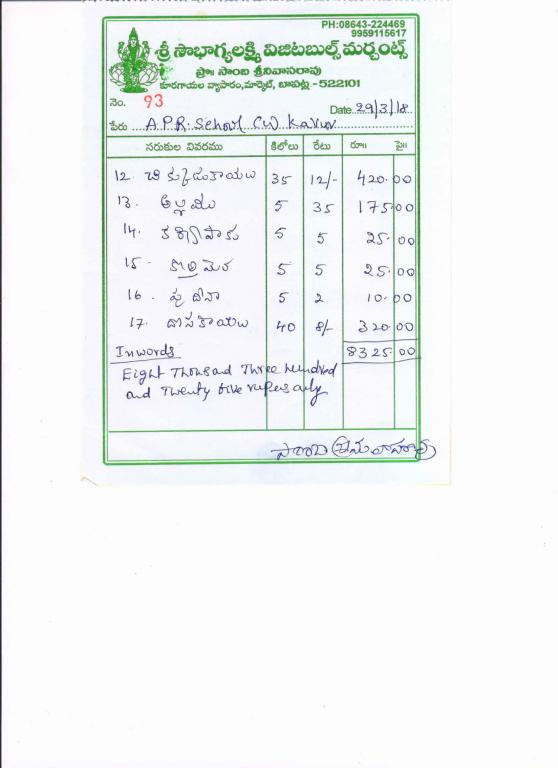 PH:08643-224469
9959115617
శ్రీ సౌభాగ్యలక్ష్మి విజిటబుల్స్ మర్చంట్స్
ప్రొ॥ సాంబి శ్రీనివాసరావు
కూరగాయల వ్యాపారం,మార్కెట్, బాపట్ల -522101
నెం. 93
Date 29/3/18
పేరు A.P.R. School CW Kavur
సరుకుల వివరము కిలోలు రేటు రూ॥ పై॥
12. చిక్కుడుకాయలు 35 12/- 420.00
13. అల్లము 5 35 175.00
14. కర్వేపాకు 5 5 25.00
15 - కొత్తిమెర 5 5 25.00
16 . పుదీనా 5 2 10.00
17. దోసకాయలు 40 8/- 320.00
Inwords 8325.00
Eight Thousand Three hundred
and Twenty five rupees only